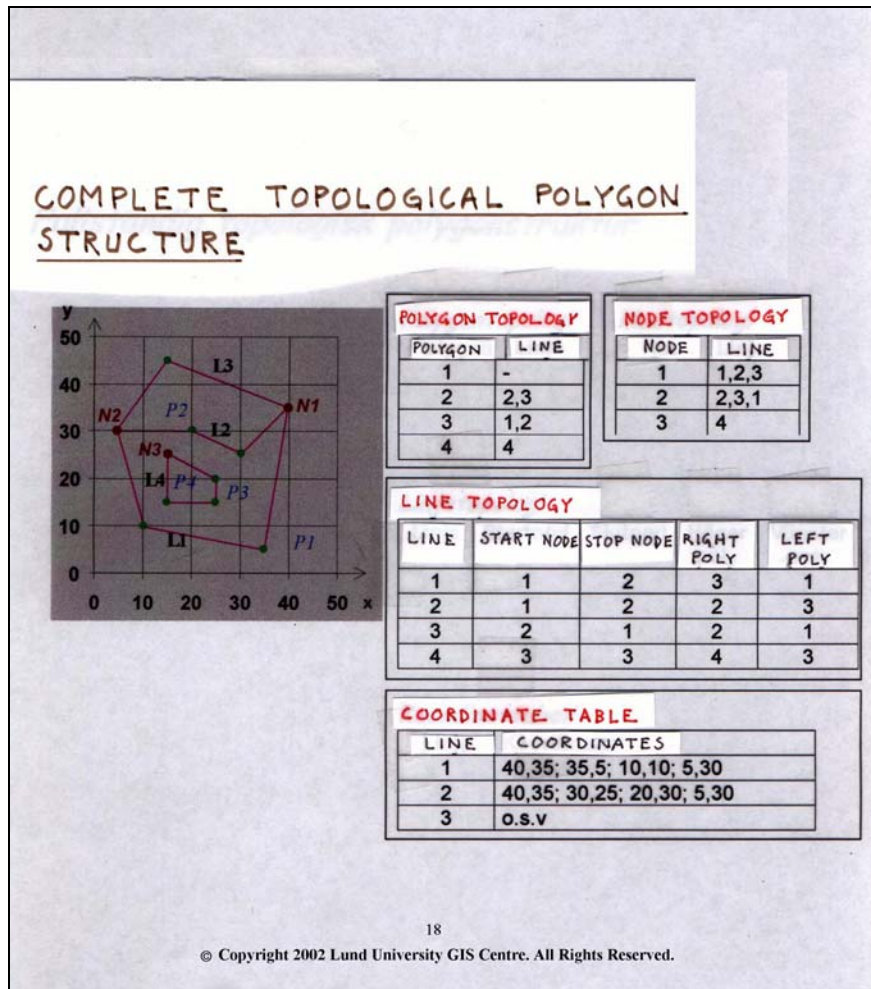 COMPLETE TOPOLOGICAL POLYGON
STRUCTURE
y
50
40
30
20
10
0
0 10 20 30 40 50 x
L3
N1
N2
P2
L2
N3
L4
P4
P3
L1
P1
POLYGON TOPOLOGY
POLYGON LINE
1 -
2 2,3
3 1,2
4 4
NODE TOPOLOGY
NODE LINE
1 1,2,3
2 2,3,1
3 4
LINE TOPOLOGY
LINE START NODE STOP NODE RIGHT POLY LEFT POLY
1 1 2 3 1
2 1 2 2 3
3 2 1 2 1
4 3 3 4 3
COORDINATE TABLE
LINE COORDINATES
1 40,35; 35,5; 10,10; 5,30
2 40,35; 30,25; 20,30; 5,30
3 o.s.v
18
© Copyright 2002 Lund University GIS Centre. All Rights Reserved.